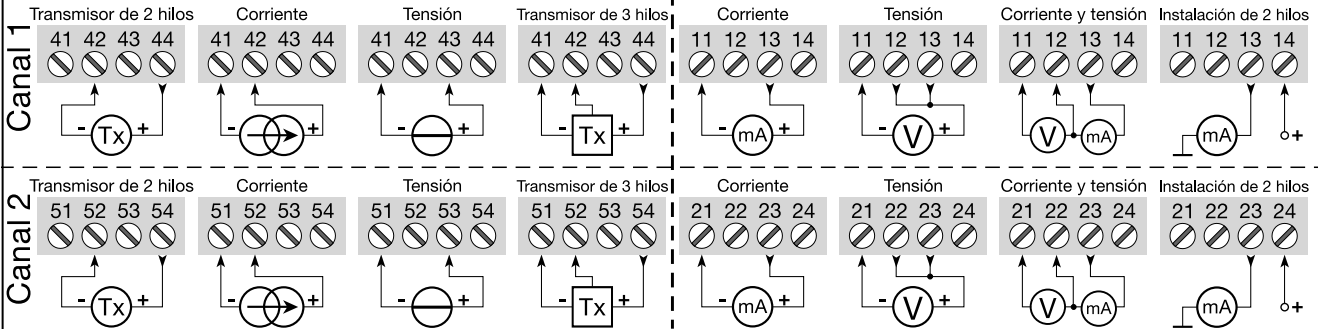 Canal 1
Transmisor de 2 hilos Corriente Tensión Transmisor de 3 hilos Corriente Tensión Corriente y tensión Instalación de 2 hilos
41 42 43 44 41 42 43 44 41 42 43 44 41 42 43 44 11 12 13 14 11 12 13 14 11 12 13 14 11 12 13 14
- Tx + - + - + - Tx + - mA + - V + V mA mA +
Canal 2
Transmisor de 2 hilos Corriente Tensión Transmisor de 3 hilos Corriente Tensión Corriente y tensión Instalación de 2 hilos
51 52 53 54 51 52 53 54 51 52 53 54 51 52 53 54 21 22 23 24 21 22 23 24 21 22 23 24 21 22 23 24
- Tx + - + - + - Tx + - mA + - V + V mA mA +